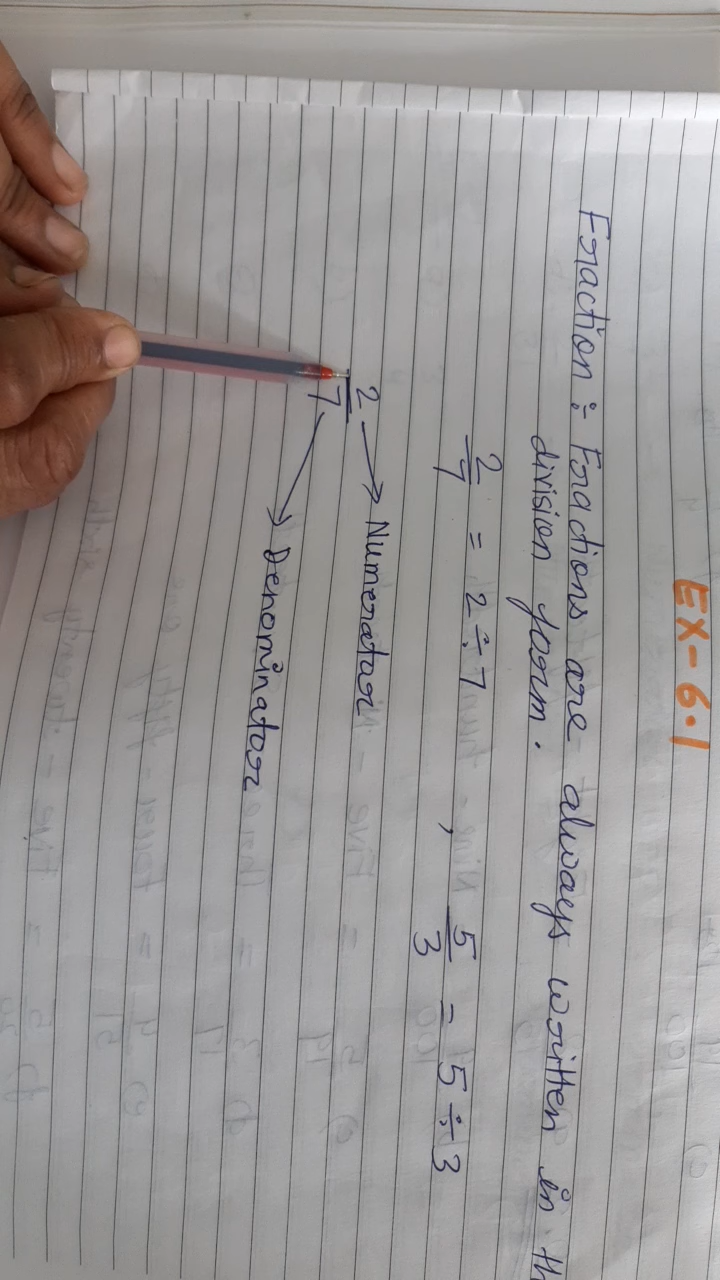 EX-6.1
Fraction :- Fractions are always written in th
division form.
2/7 = 2÷7 , 5/3 = 5÷3
2 → Numerator
7 → Denominator